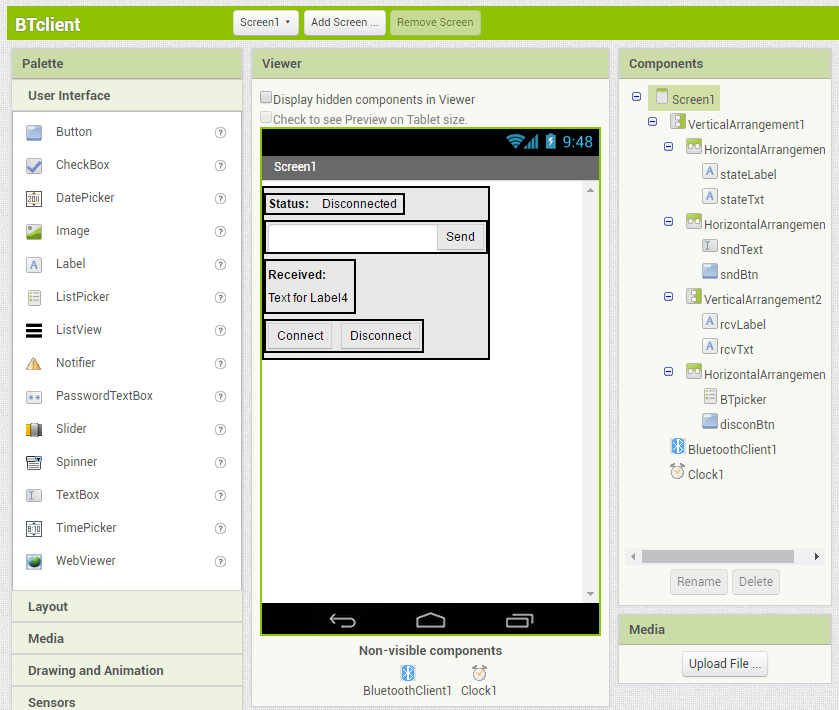 BTclient
Screen1
Add Screen ...
Remove Screen
Palette
User Interface
Button
?
CheckBox
?
DatePicker
?
Image
?
Label
?
ListPicker
?
ListView
?
Notifier
?
PasswordTextBox
?
Slider
?
Spinner
?
TextBox
?
TimePicker
?
WebViewer
?
Layout
Media
Drawing and Animation
Sensors
Viewer
Display hidden components in Viewer
Check to see Preview on Tablet size.
9:48
Screen1
Status: Disconnected
Send
Received:
Text for Label4
Connect Disconnect
Non-visible components
BluetoothClient1 Clock1
Components
Screen1
VerticalArrangement1
HorizontalArrangemen
A stateLabel
A stateTxt
HorizontalArrangemen
sndText
sndBtn
VerticalArrangement2
A rcvLabel
A rcvTxt
HorizontalArrangemen
BTpicker
disconBtn
BluetoothClient1
Clock1
Rename Delete
Media
Upload File ...